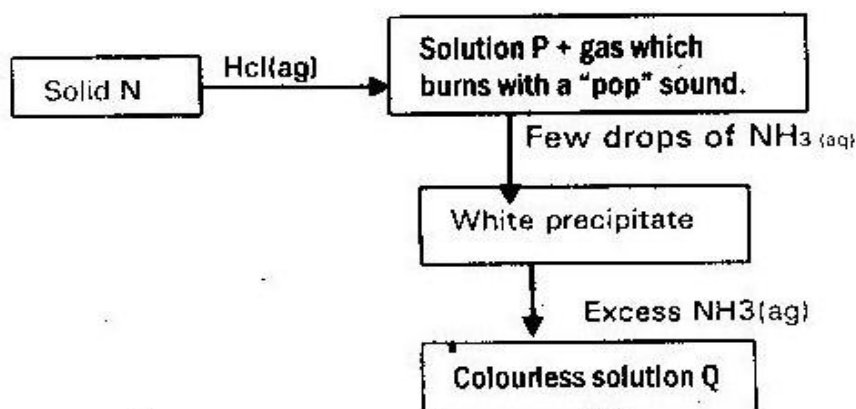 Solid N
Hcl(ag)
Solution P + gas which
burns with a "pop" sound.
Few drops of NH3 (aq)
White precipitate
Excess NH3(ag)
Colourless solution Q